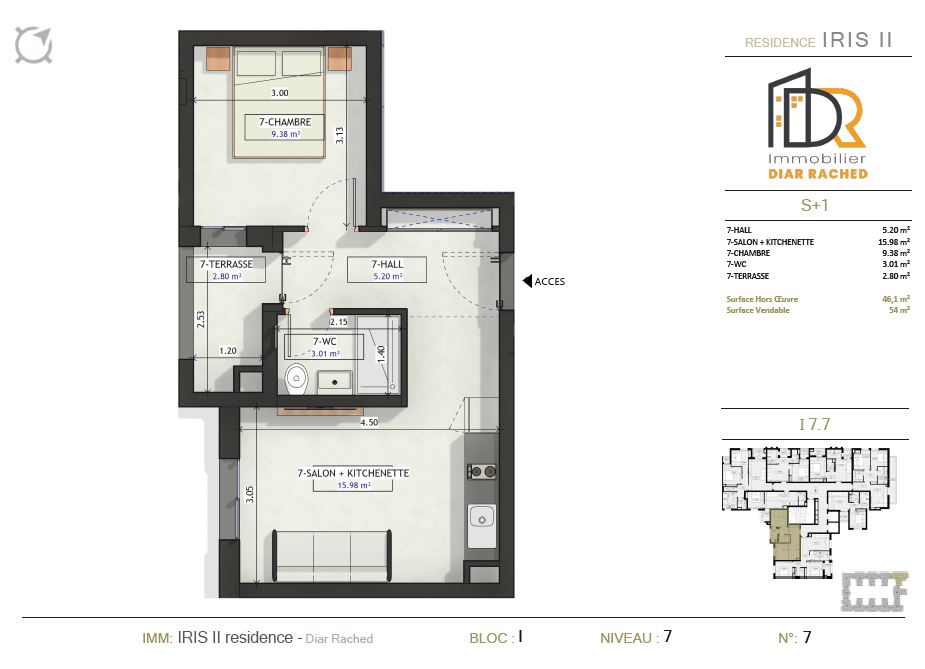 RESIDENCE IRIS II
Immobilier
DIAR RACHED
S+1
7-HALL 5.20 m²
7-SALON + KITCHENETTE 15.98 m²
7-CHAMBRE 9.38 m²
7-WC 3.01 m²
7-TERRASSE 2.80 m²
Surface Hors Œuvre 46,1 m²
Surface Vendable 54 m²
I 7.7
3.00
7-CHAMBRE
9.38 m²
3.13
7-TERRASSE
2.80 m²
7-HALL
5.20 m²
ACCES
2.53
1.20
2.15
7-WC
3.01 m²
1.40
4.50
3.05
7-SALON + KITCHENETTE
15.98 m²
IMM: IRIS II residence - Diar Rached BLOC : I NIVEAU : 7 N°: 7